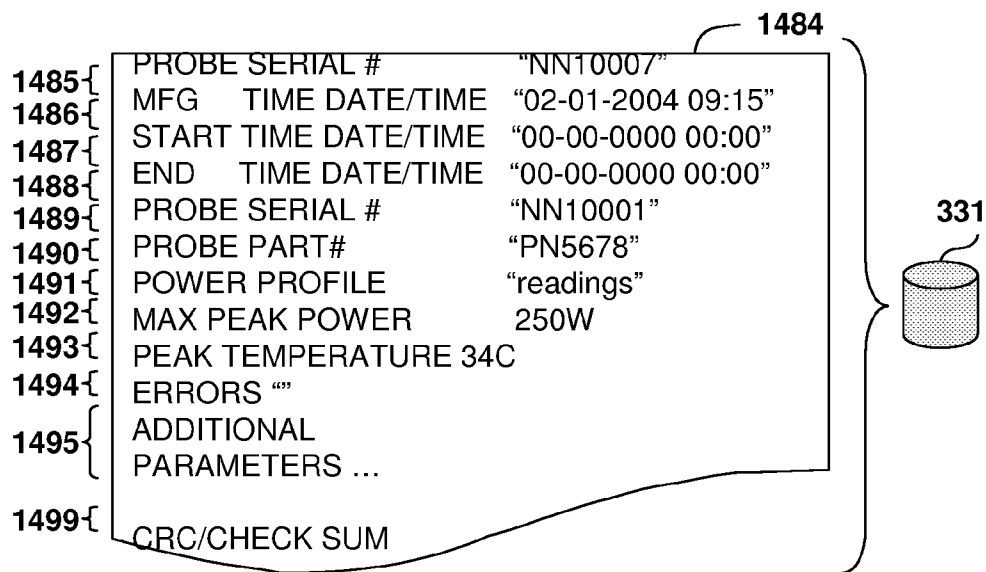 1484
1485{ PROBE SERIAL # “NN10007”
1486{ MFG TIME DATE/TIME “02-01-2004 09:15”
1487{ START TIME DATE/TIME “00-00-0000 00:00”
1488{ END TIME DATE/TIME “00-00-0000 00:00”
1489{ PROBE SERIAL # “NN10001”
331
1490{ PROBE PART# “PN5678”
1491{ POWER PROFILE “readings”
1492{ MAX PEAK POWER 250W
1493{ PEAK TEMPERATURE 34C
1494{ ERRORS “”
1495{ ADDITIONAL
PARAMETERS ...
1499{ CRC/CHECK SUM